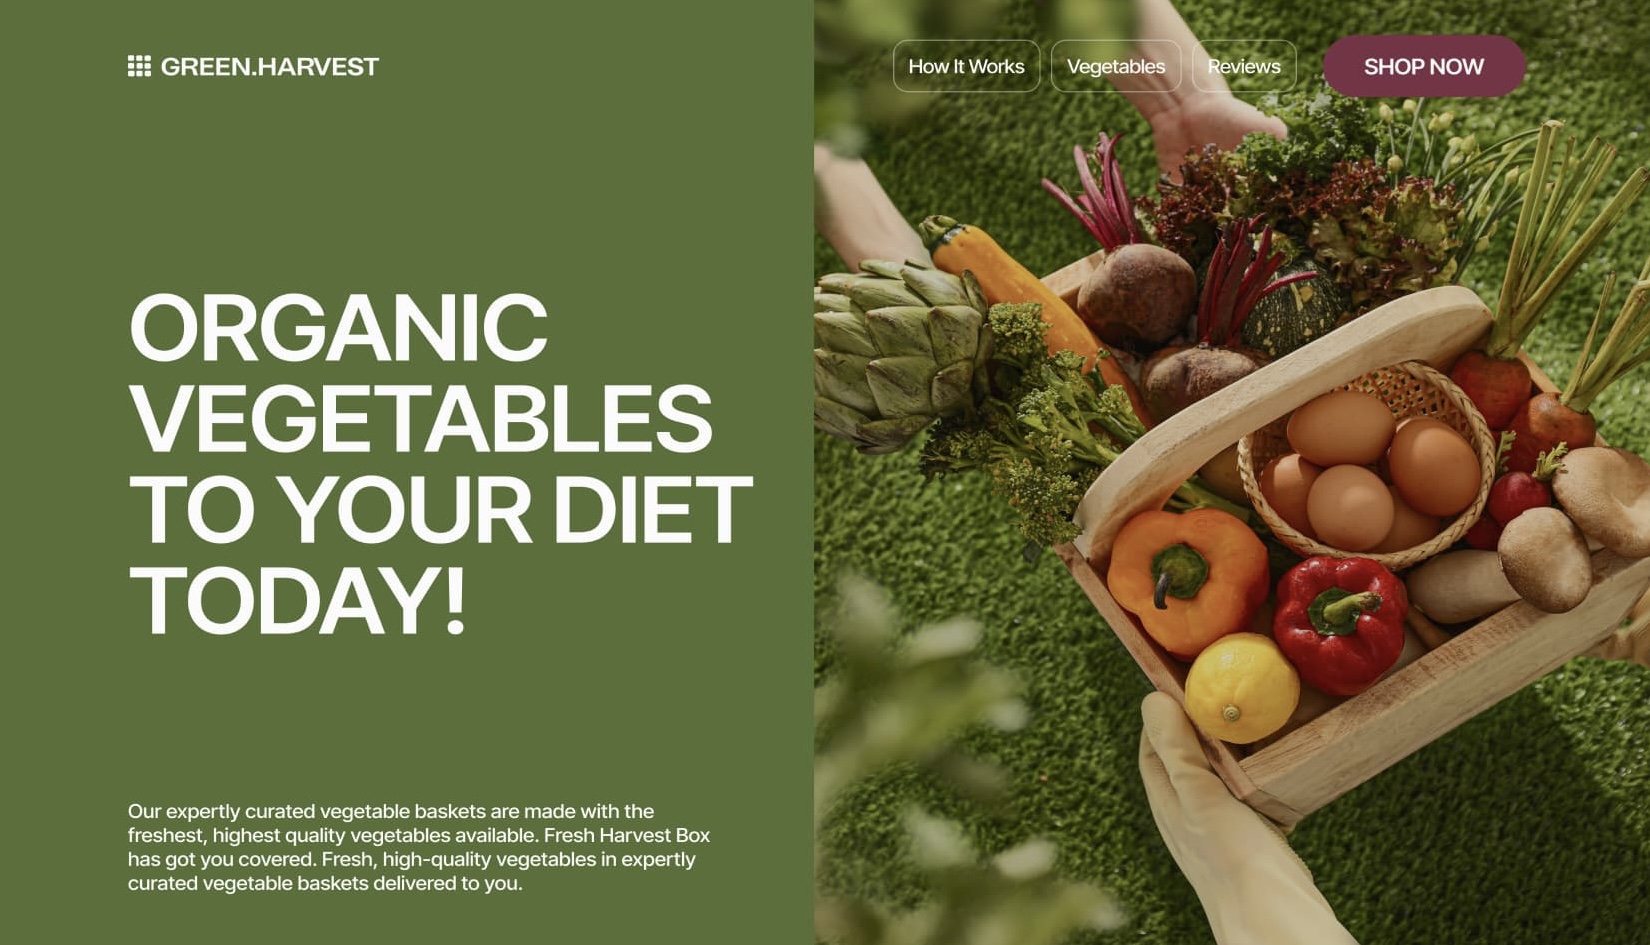 GREEN.HARVEST
How It Works
Vegetables
Reviews
SHOP NOW
ORGANIC
VEGETABLES
TO YOUR DIET
TODAY!
Our expertly curated vegetable baskets are made with the
freshest, highest quality vegetables available. Fresh Harvest Box
has got you covered. Fresh, high-quality vegetables in expertly
curated vegetable baskets delivered to you.